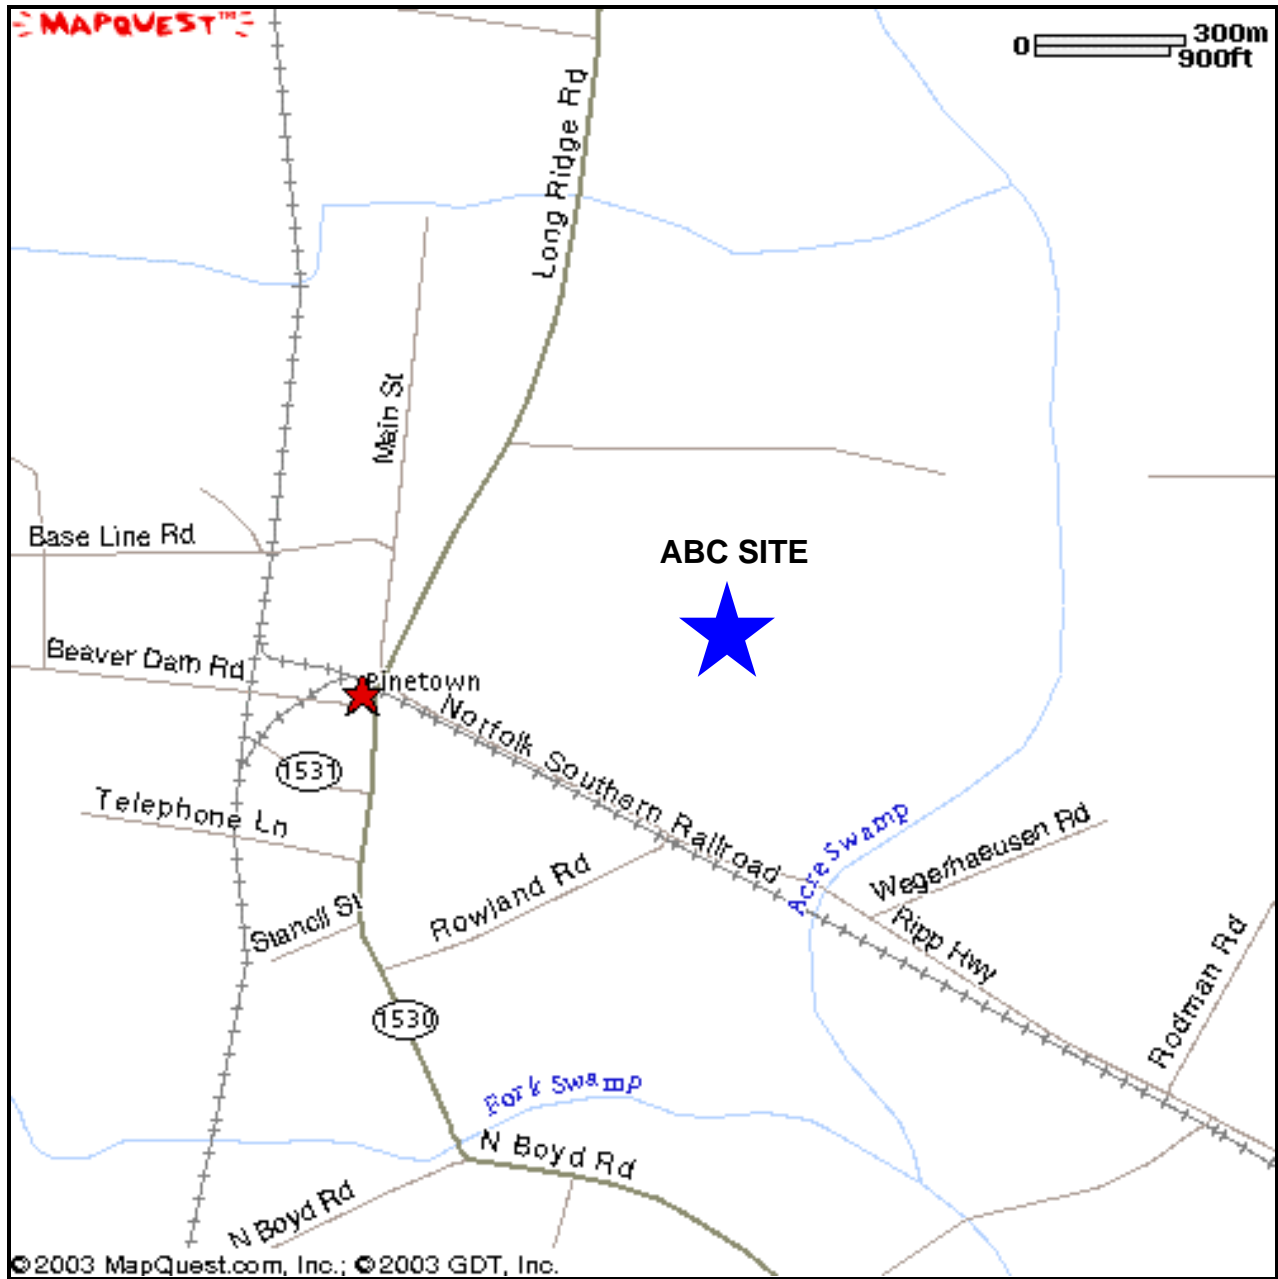 MAPQUEST™
0 300m
900ft
Long Ridge Rd
Main St
Base Line Rd
ABC SITE
Beaver Dam Rd
Pinetown
Norfolk Southern Railroad
1531
Telephone Ln
Acre Swamp
Wegerhaeusen Rd
Stancil St
Rowland Rd
Ripp Hwy
Rodman Rd
1530
Fork Swamp
N Boyd Rd
N Boyd Rd
©2003 MapQuest.com, Inc.; ©2003 GDT, Inc.